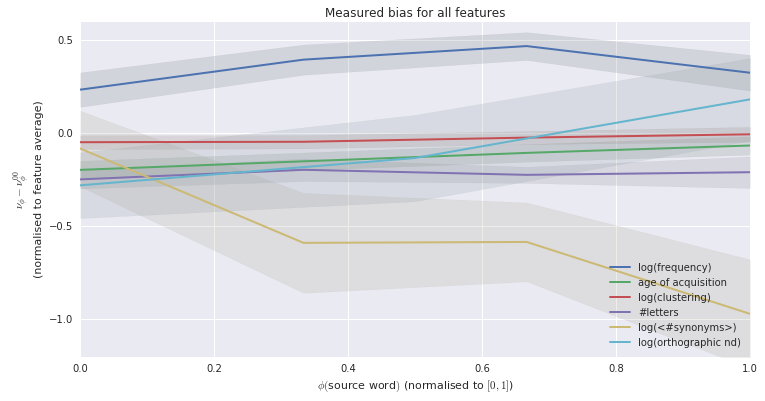 Measured bias for all features
0.5
0.0
−0.5
−1.0
ν_φ − ν_φ^00
(normalised to feature average)
log(frequency)
age of acquisition
log(clustering)
#letters
log(<#synonyms>)
log(orthographic nd)
0.0 0.2 0.4 0.6 0.8 1.0
ϕ(source word) (normalised to [0, 1])